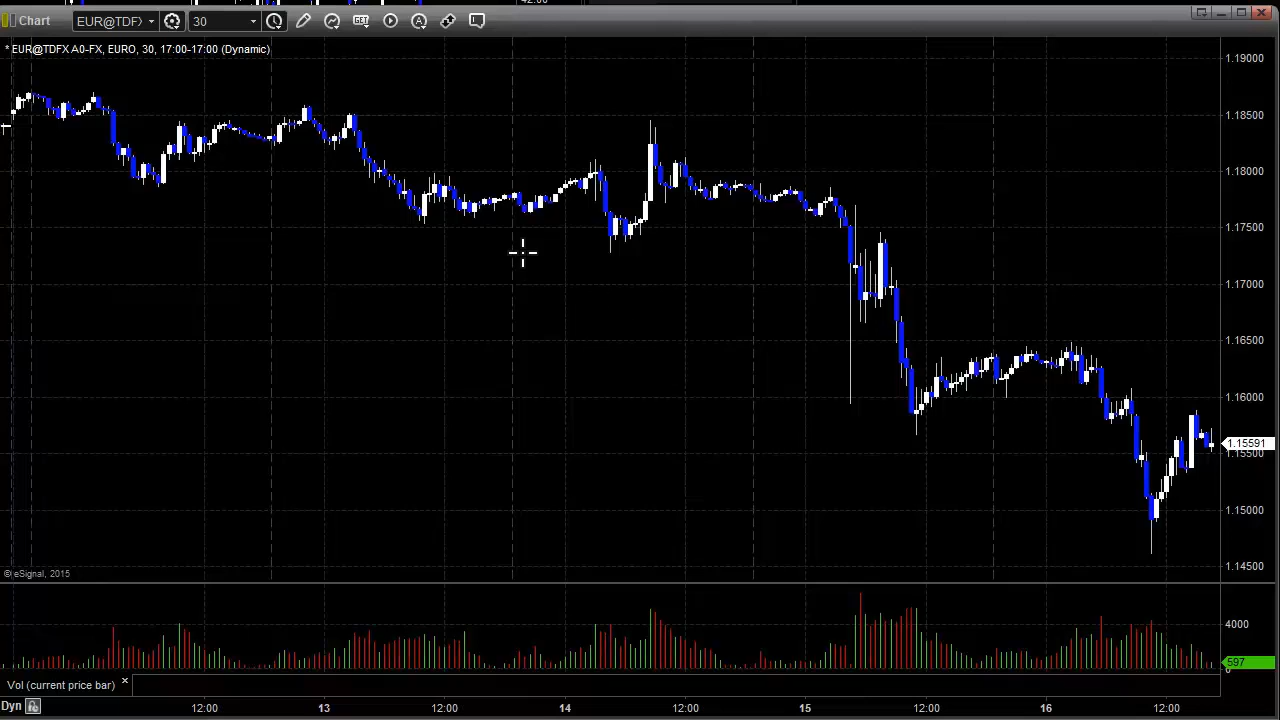 42.00
Chart
EUR@TDF)
30
GET
A
* EUR@TDFX A0-FX, EURO, 30, 17:00-17:00 (Dynamic)
1.19000
1.18500
1.18000
1.17500
1.17000
1.16500
1.16000
1.15591
1.15500
1.15000
1.14500
© eSignal, 2015
4000
597
0
Vol (current price bar)
Dyn
12:00 13 12:00 14 12:00 15 12:00 16 12:00